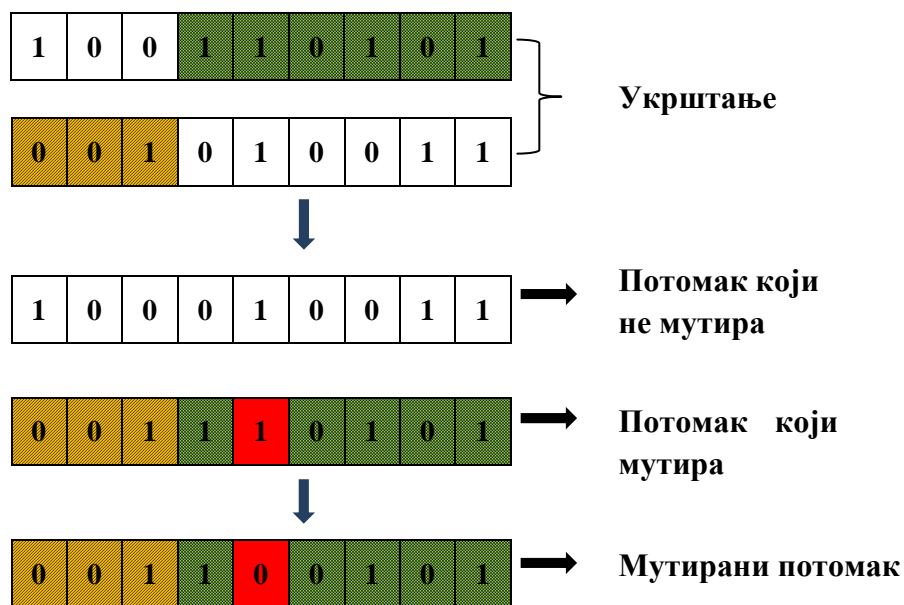 1 0 0 1 1 0 1 0 1
Укрштање
0 0 1 0 1 0 0 1 1
1 0 0 0 1 0 0 1 1
Потомак који
не мутира
0 0 1 1 1 0 1 0 1
Потомак који
мутира
0 0 1 1 0 0 1 0 1
Мутирани потомак